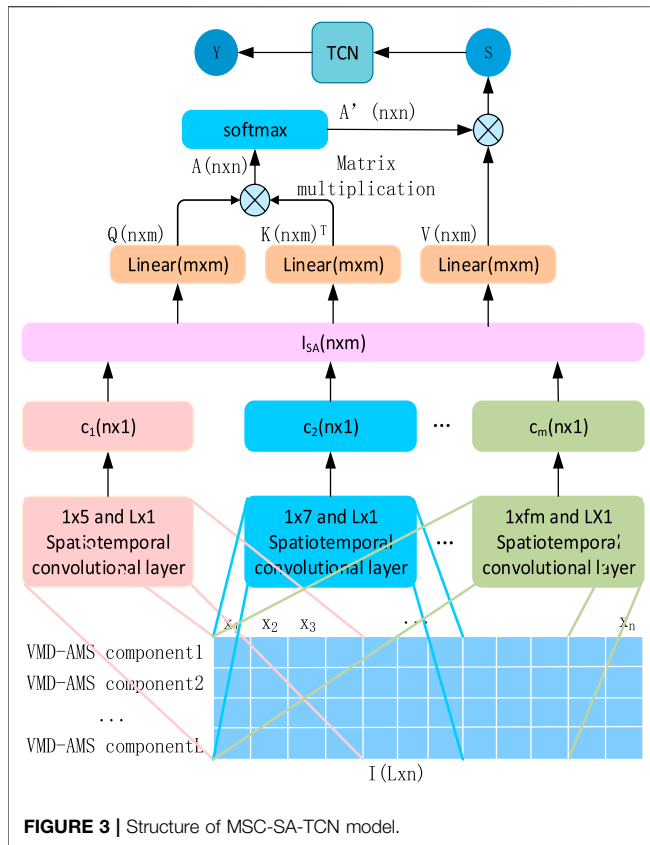 Y
TCN
S
softmax
A' (nxn)
A(nxn)
Matrix
multiplication
Q(nxm)
K(nxm)ᵀ
V(nxm)
Linear(mxm)
Linear(mxm)
Linear(mxm)
I_SA(nxm)
c₁(nx1)
c₂(nx1)
...
cₘ(nx1)
1x5 and Lx1
Spatiotemporal
convolutional layer
1x7 and Lx1
Spatiotemporal
convolutional layer
...
1xfm and LX1
Spatiotemporal
convolutional layer
x₁ x₂ x₃ ... xₙ
VMD-AMS component1
VMD-AMS component2
...
VMD-AMS componentL
I(Lxn)
FIGURE 3 | Structure of MSC-SA-TCN model.